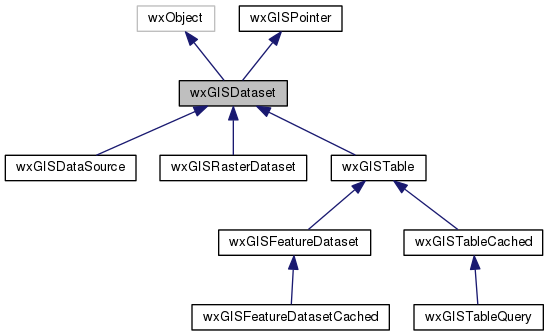 wxObject
wxGISPointer
wxGISDataset
wxGISDataSource
wxGISRasterDataset
wxGISTable
wxGISFeatureDataset
wxGISTableCached
wxGISFeatureDatasetCached
wxGISTableQuery